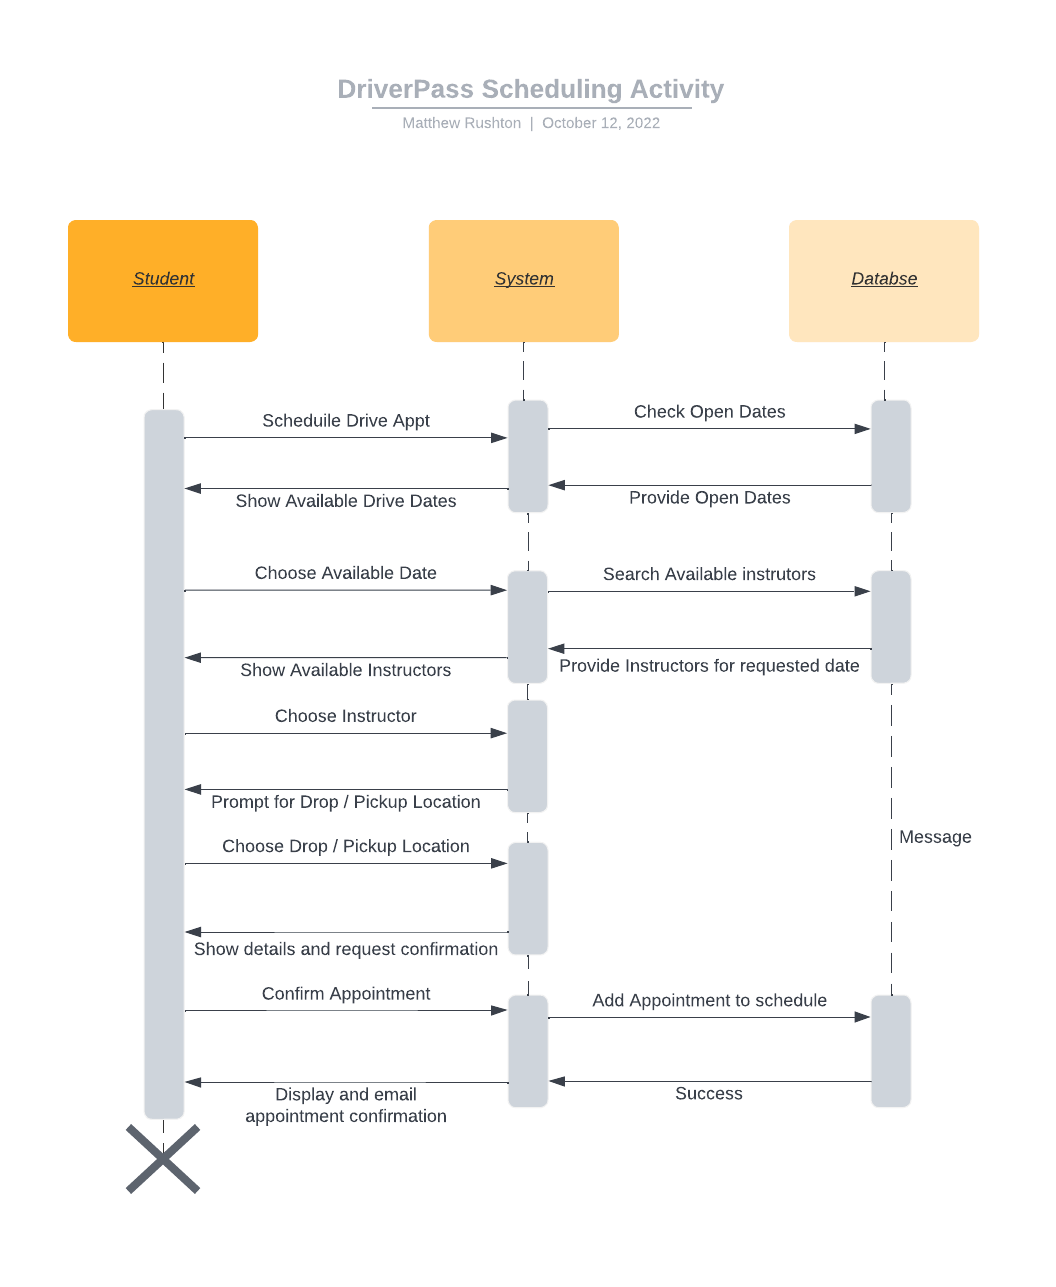 DriverPass Scheduling Activity
Matthew Rushton | October 12, 2022
Student
System
Databse
Scheduile Drive Appt
Check Open Dates
Show Available Drive Dates
Provide Open Dates
Choose Available Date
Search Available instrutors
Show Available Instructors
Provide Instructors for requested date
Choose Instructor
Prompt for Drop / Pickup Location
Message
Choose Drop / Pickup Location
Show details and request confirmation
Confirm Appointment
Add Appointment to schedule
Display and email
appointment confirmation
Success